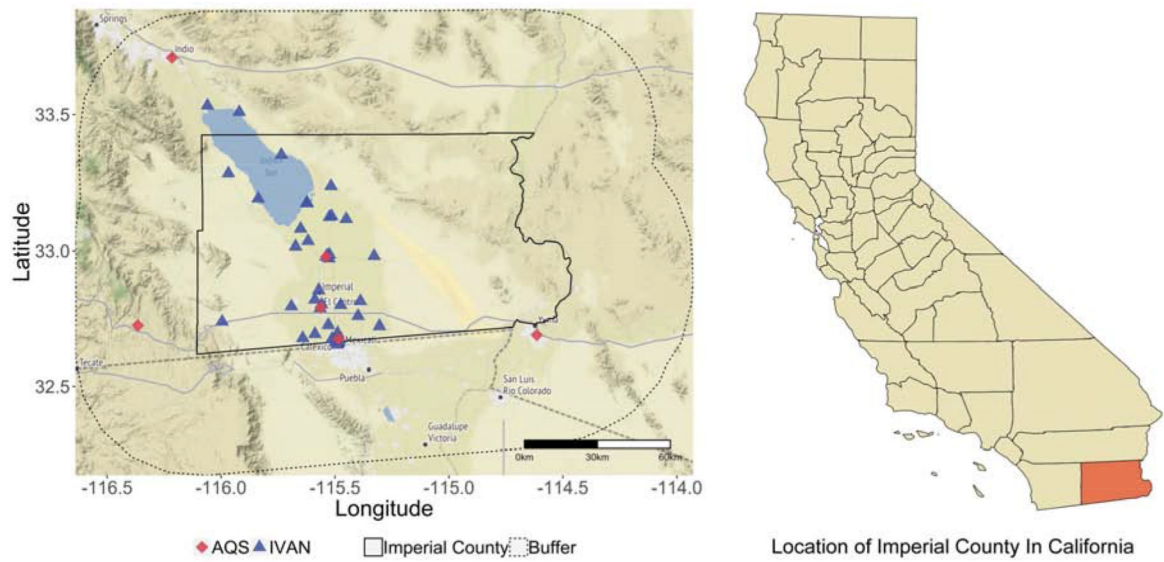 Springs
Indio
33.5
33.0
32.5
Latitude
Imperial
El Centro
Calexico
Mexicali
Yuma
Tecate
Puebla
San Luis
Rio Colorado
Guadalupe
Victoria
0km 30km 60km
-116.5 -116.0 -115.5 -115.0 -114.5 -114.0
Longitude
AQS IVAN Imperial County Buffer
Location of Imperial County In California